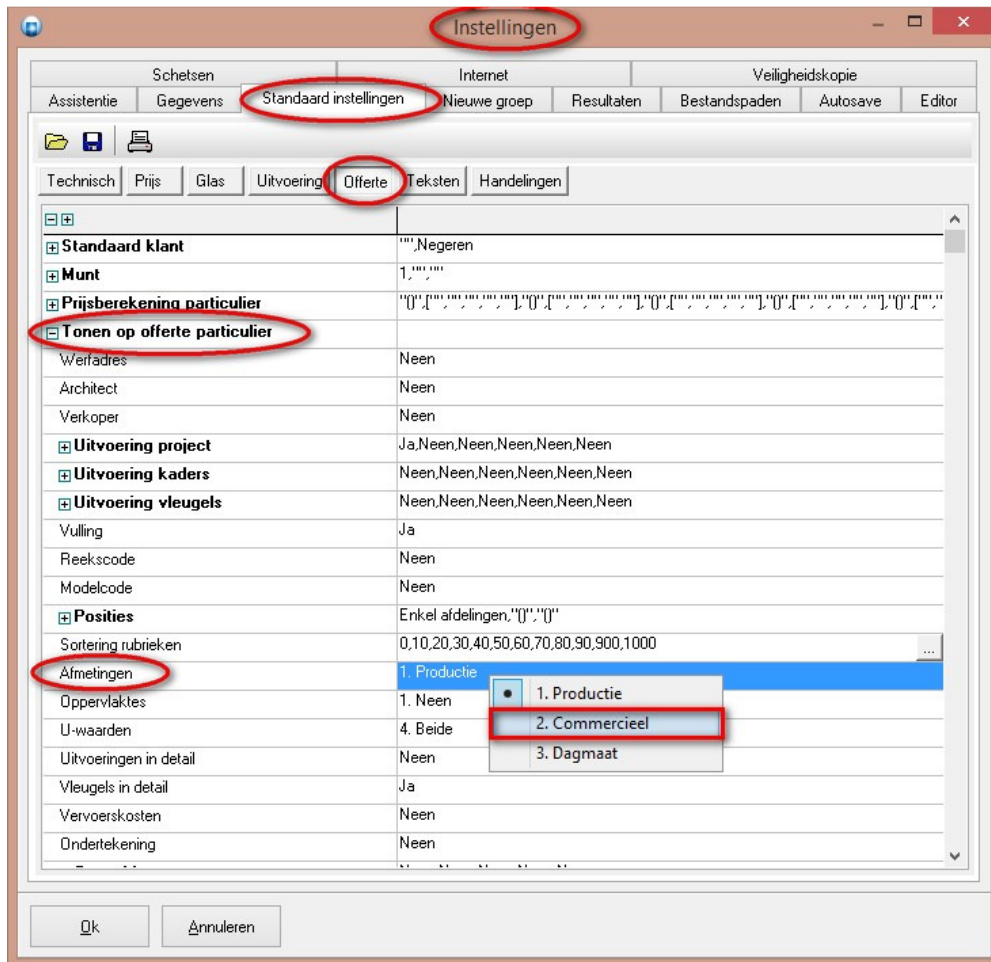 Instellingen
Schetsen Internet Veiligheidskopie
Assistentie Gegevens Standaard instellingen Nieuwe groep Resultaten Bestandspaden Autosave Editor
Technisch Prijs Glas Uitvoering Offerte Teksten Handelingen
Standaard klant "",Negeren
Munt 1,"",""
Prijsberekening particulier "()",["","","","",""],"()",["","","","",""],"()",["","","","",""],"()",["","","","",""],"()",["",""
Tonen op offerte particulier
Werfadres Neen
Architect Neen
Verkoper Neen
Uitvoering project Ja,Neen,Neen,Neen,Neen,Neen
Uitvoering kaders Neen,Neen,Neen,Neen,Neen,Neen
Uitvoering vleugels Neen,Neen,Neen,Neen,Neen,Neen
Vulling Ja
Reekscode Neen
Modelcode Neen
Posities Enkel afdelingen,"()","()"
Sortering rubrieken 0,10,20,30,40,50,60,70,80,90,900,1000 ...
Afmetingen 1. Productie
1. Productie
Oppervlaktes 1. Neen
2. Commercieel
U-waarden 4. Beide
3. Dagmaat
Uitvoeringen in detail Neen
Vleugels in detail Ja
Vervoerskosten Neen
Ondertekening Neen
Ok Annuleren